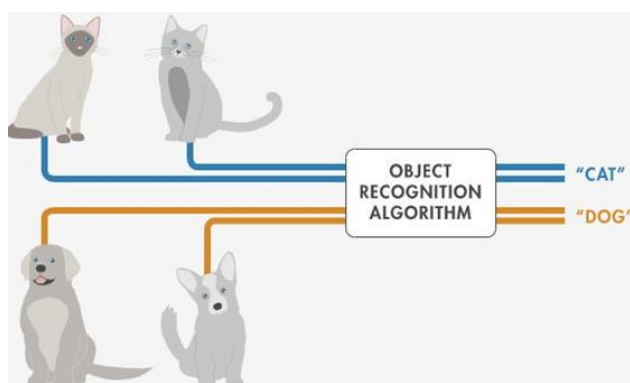 OBJECT
RECOGNITION
ALGORITHM
“CAT”
“DOG”